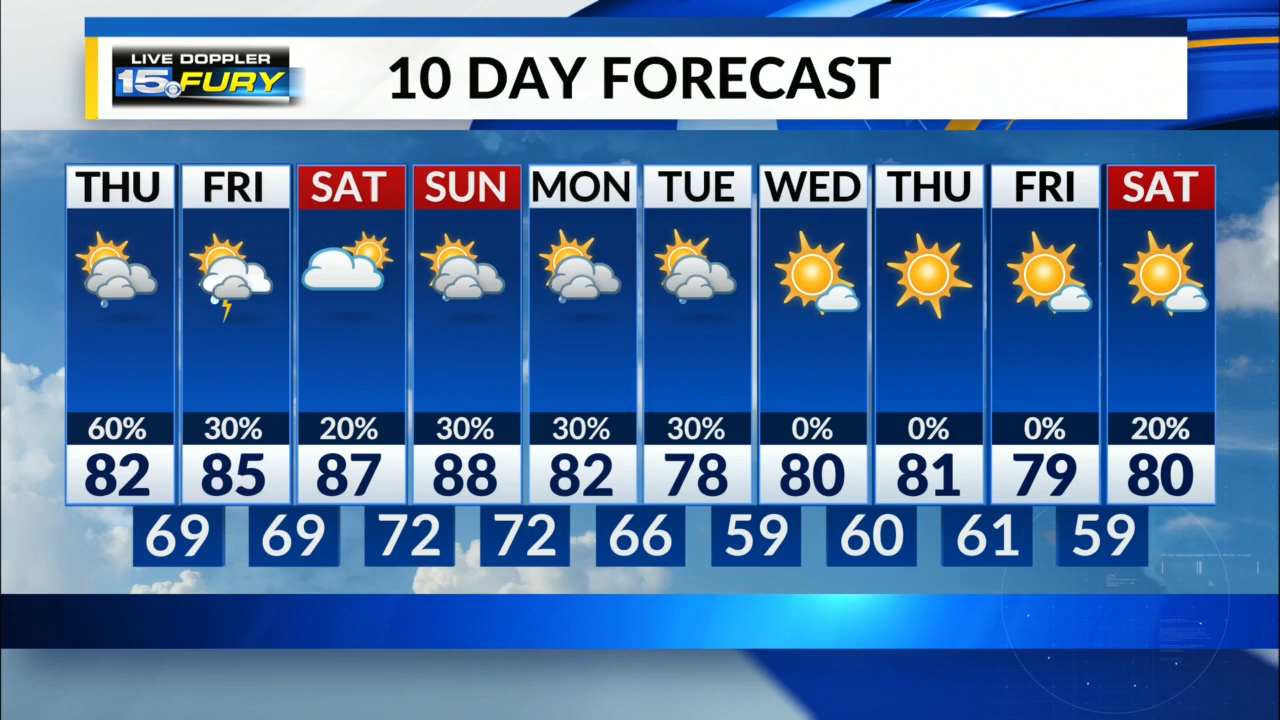 LIVE DOPPLER
15 FURY
10 DAY FORECAST
THU FRI SAT SUN MON TUE WED THU FRI SAT
60% 30% 20% 30% 30% 30% 0% 0% 0% 20%
82 85 87 88 82 78 80 81 79 80
69 69 72 72 66 59 60 61 59